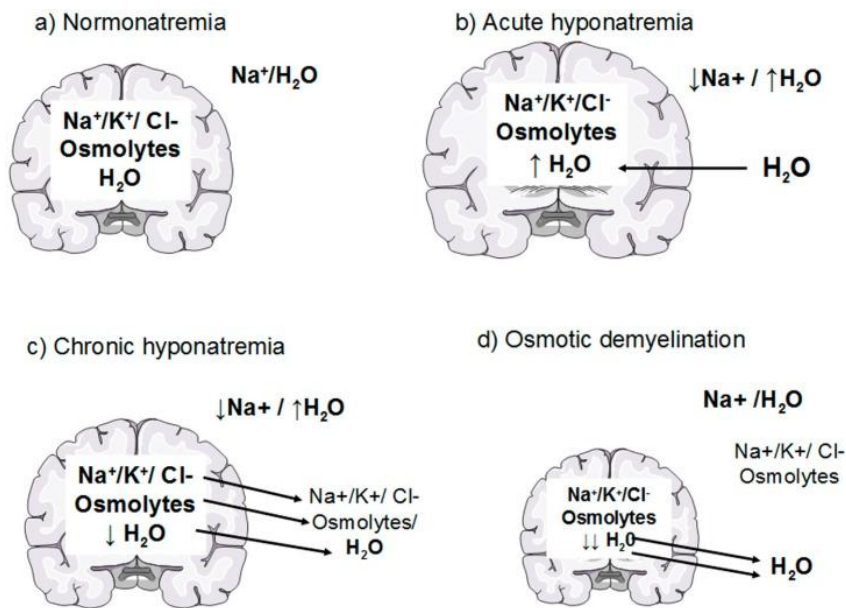 a) Normonatremia
Na⁺/H₂O
Na⁺/K⁺/ Cl-
Osmolytes
H₂O
b) Acute hyponatremia
↓Na+ / ↑H₂O
Na⁺/K⁺/Cl⁻
Osmolytes
↑ H₂O
H₂O
c) Chronic hyponatremia
↓Na+ / ↑H₂O
Na⁺/K⁺/ Cl-
Osmolytes
↓ H₂O
Na+/K+/ Cl-
Osmolytes/
H₂O
d) Osmotic demyelination
Na+ /H₂O
Na+/K+/ Cl-
Osmolytes
Na⁺/K⁺/Cl⁻
Osmolytes
↓↓ H₂0
H₂O